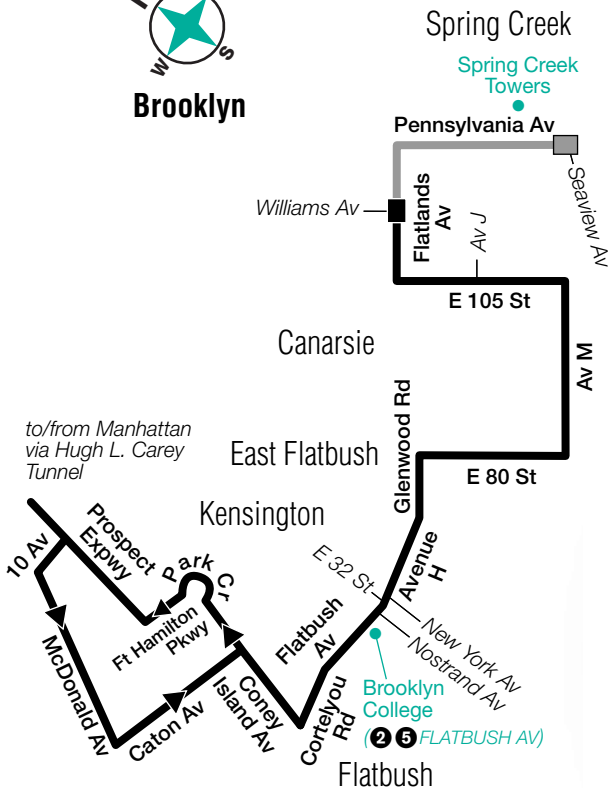 W
S
Brooklyn
Spring Creek
Spring Creek
Towers
Pennsylvania Av
Seaview Av
Williams Av
Flatlands
Av
Av J
E 105 St
Canarsie
Av M
Glenwood Rd
E 80 St
East Flatbush
to/from Manhattan
via Hugh L. Carey
Tunnel
Kensington
Prospect
Expwy
Park Cr
10 Av
Ft Hamilton
Pkwy
McDonald Av
Caton Av
Coney
Island Av
Flatbush
Av
Cortelyou
Rd
E 32 St
Avenue
H
New York Av
Nostrand Av
Brooklyn
College
(2 5 FLATBUSH AV)
Flatbush